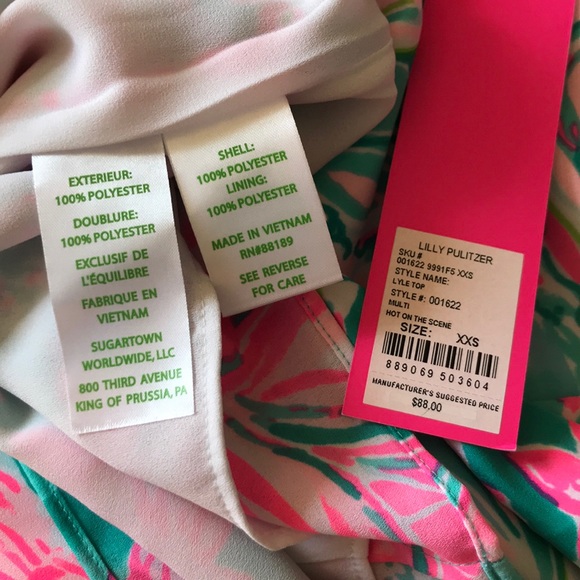 EXTERIEUR:
100% POLYESTER
DOUBLURE:
100% POLYESTER
EXCLUSIF DE
L'ÉQUILIBRE
FABRIQUE EN
VIETNAM
SUGARTOWN
WORLDWIDE, LLC
800 THIRD AVENUE
KING OF PRUSSIA, PA
SHELL:
100% POLYESTER
LINING:
100% POLYESTER
MADE IN VIETNAM
RN#88189
SEE REVERSE
FOR CARE
LILLY PULITZER
SKU #
001622 9991F5 XXS
STYLE NAME:
LYLE TOP
STYLE #: 001622
MULTI
HOT ON THE SCENE
SIZE: XXS
889069 503604
MANUFACTURER'S SUGGESTED PRICE
$88.00